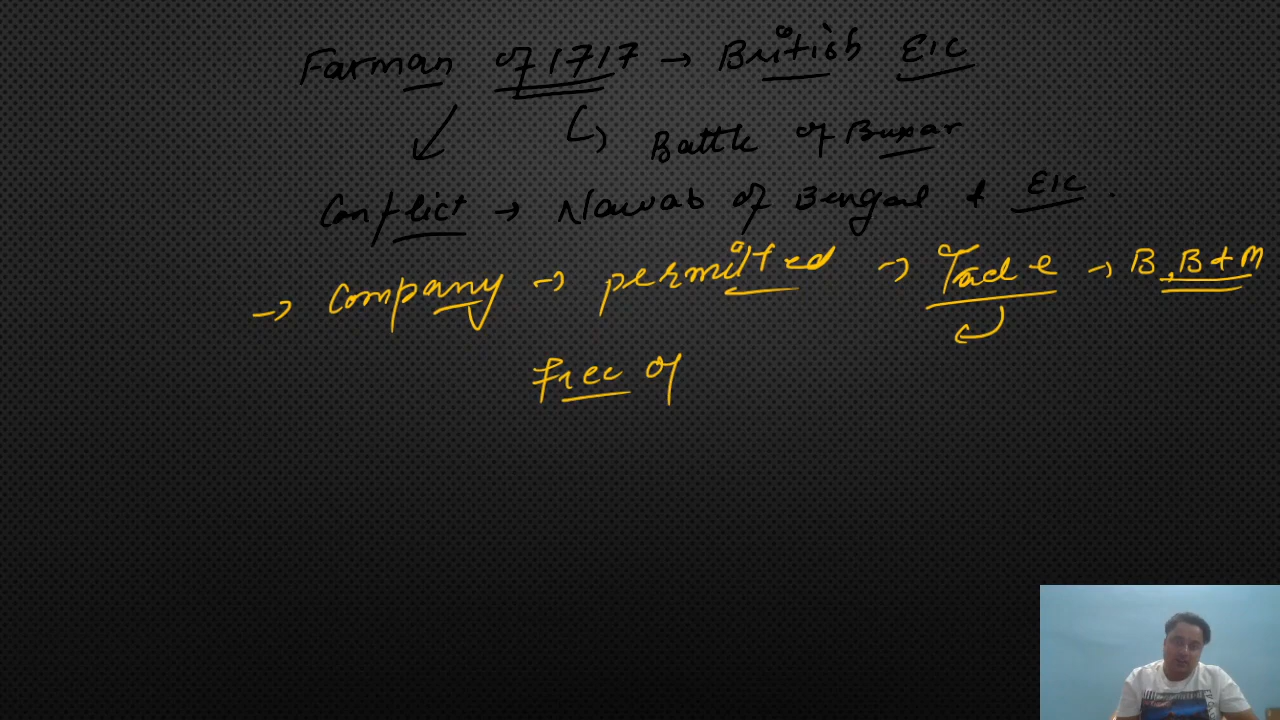 Farman of 1717 → British EIC
↳ Battle of Buxar
Conflict → Nawab of Bengal & EIC.
→ Company → permitted → Trade → B, B & M
Free of